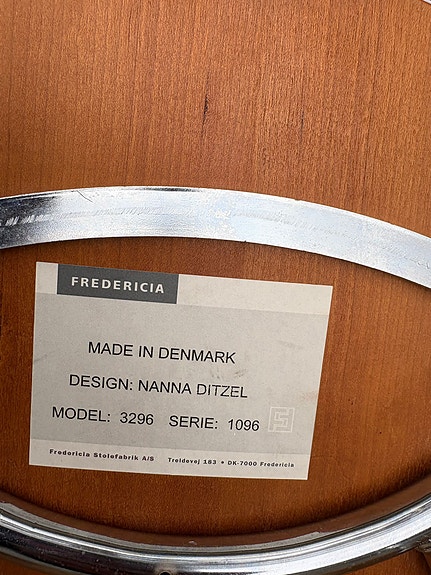 FREDERICIA
MADE IN DENMARK
DESIGN: NANNA DITZEL
MODEL: 3296 SERIE: 1096
Fredericia Stolefabrik A/S Treldevej 183 • DK-7000 Fredericia